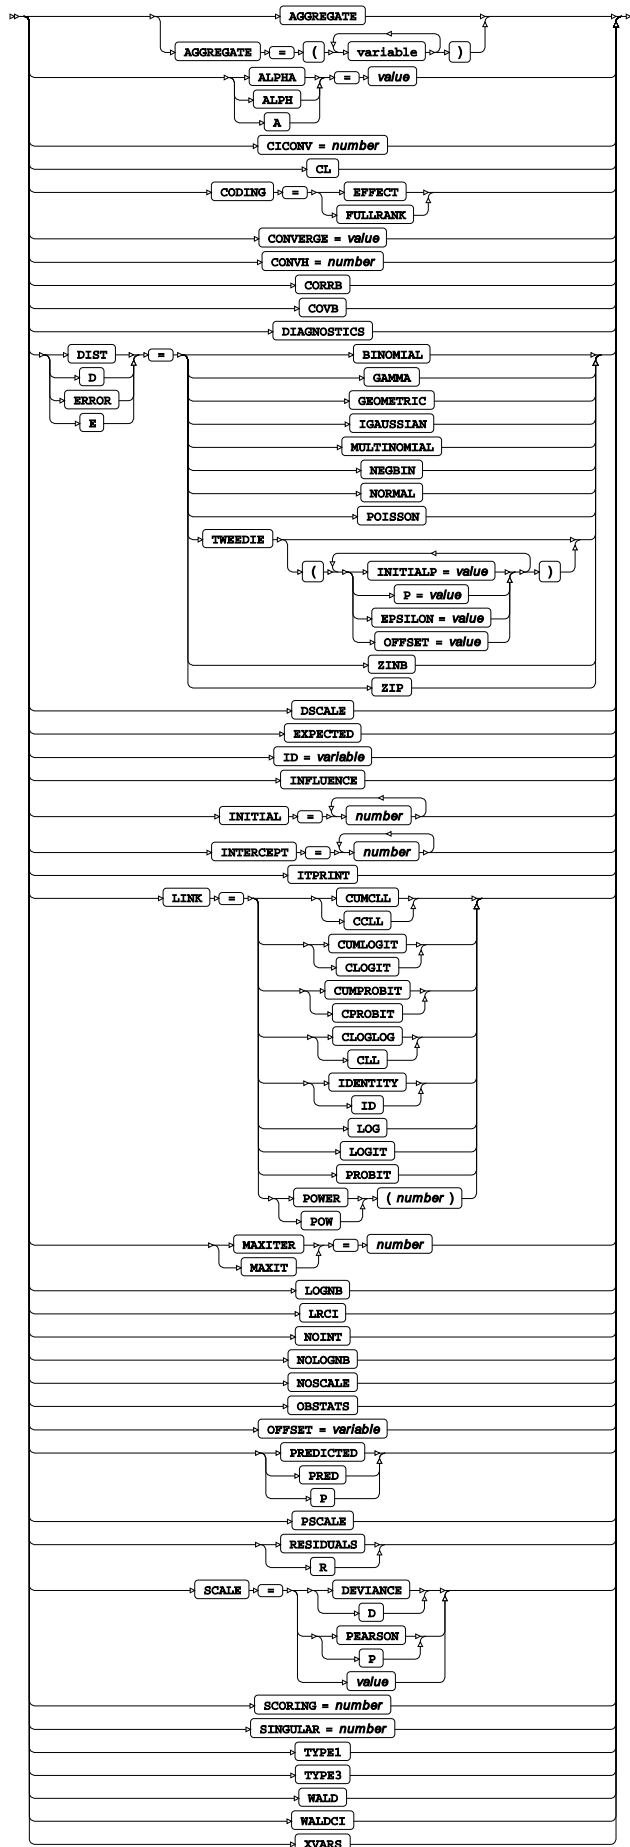 AGGREGATE
AGGREGATE = ( variable )
ALPHA = value
ALPH
A
CICONV = number
CL
CODING = EFFECT
FULLRANK
CONVERGE = value
CONVH = number
CORRB
COVB
DIAGNOSTICS
DIST = BINOMIAL
D GAMMA
ERROR GEOMETRIC
E IGAUSSIAN
MULTINOMIAL
NEGBIN
NORMAL
POISSON
TWEEDIE
( INITIALP = value )
P = value
EPSILON = value
OFFSET = value
ZINB
ZIP
DSCALE
EXPECTED
ID = variable
INFLUENCE
INITIAL = number
INTERCEPT = number
ITPRINT
LINK = CUMCLL
CCLL
CUMLOGIT
CLOGIT
CUMPROBIT
CPROBIT
CLOGLOG
CLL
IDENTITY
ID
LOG
LOGIT
PROBIT
POWER ( number )
POW
MAXITER = number
MAXIT
LOGNB
LRCI
NOINT
NOLOGNB
NOSCALE
OBSTATS
OFFSET = variable
PREDICTED
PRED
P
PSCALE
RESIDUALS
R
SCALE = DEVIANCE
D
PEARSON
P
value
SCORING = number
SINGULAR = number
TYPE1
TYPE3
WALD
WALDCI
XVARS